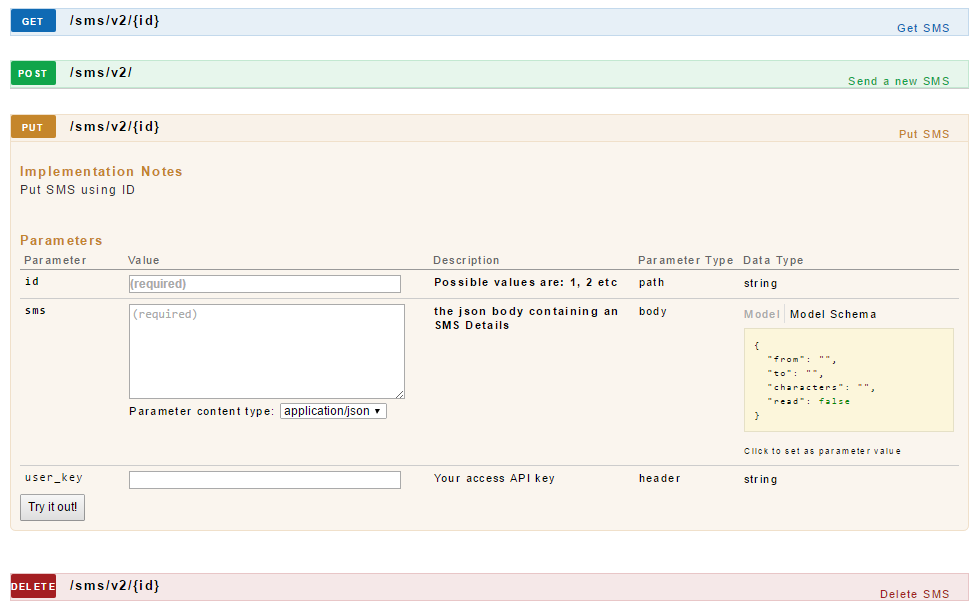 GET /sms/v2/{id}
Get SMS
POST /sms/v2/
Send a new SMS
PUT /sms/v2/{id}
Put SMS
Implementation Notes
Put SMS using ID
Parameters
Parameter Value Description Parameter Type Data Type
id (required) Possible values are: 1, 2 etc path string
sms (required) the json body containing an body Model Model Schema
SMS Details
{
"from": "",
"to": "",
"characters": "",
"read": false
}
Parameter content type: application/json
Click to set as parameter value
user_key Your access API key header string
Try it out!
DELETE /sms/v2/{id}
Delete SMS